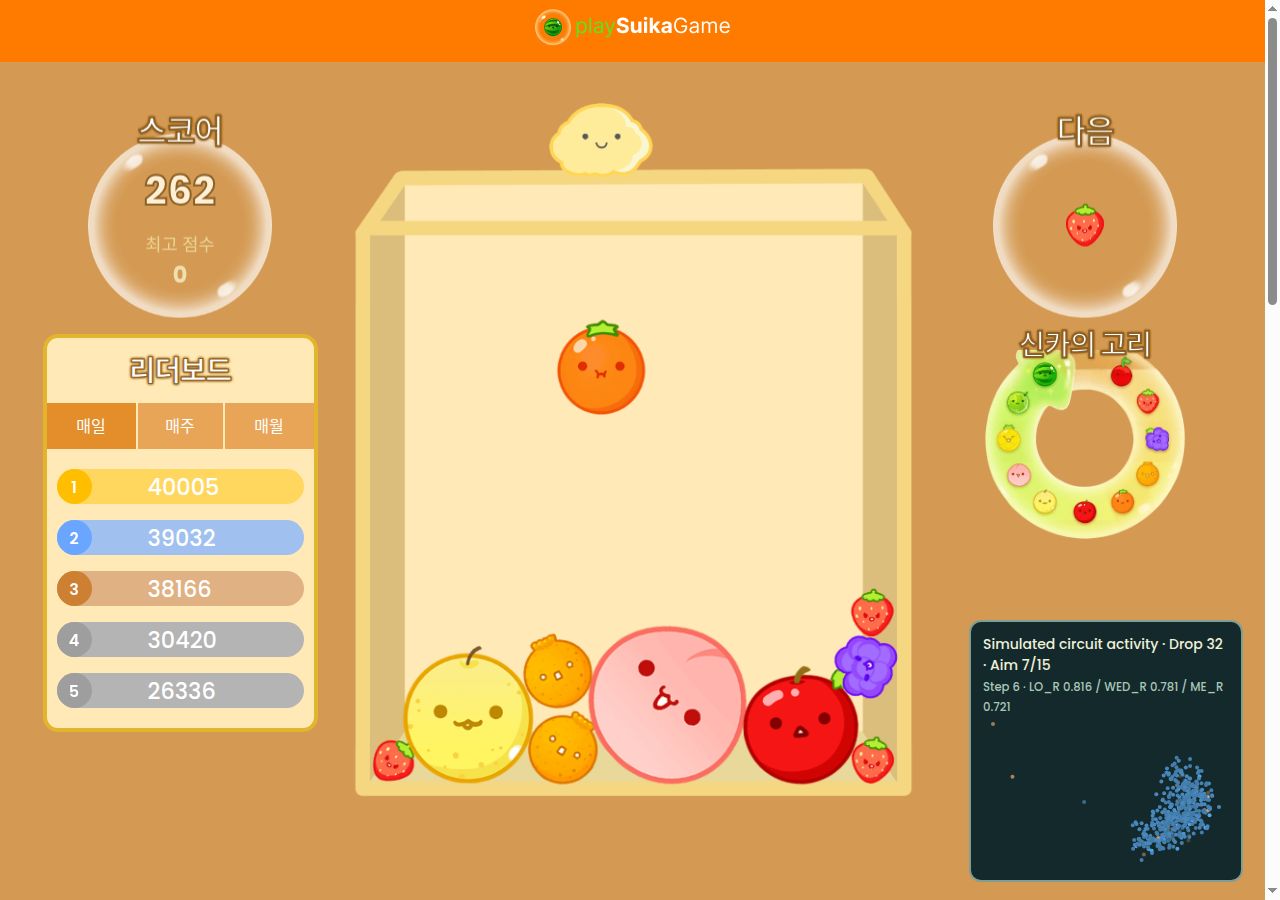 playSuikaGame
스코어
262
최고 점수
0
리더보드
매일 매주 매월
1 40005
2 39032
3 38166
4 30420
5 26336
다음
신카의 고리
Simulated circuit activity · Drop 32
· Aim 7/15
Step 6 · LO_R 0.816 / WED_R 0.781 / ME_R
0.721